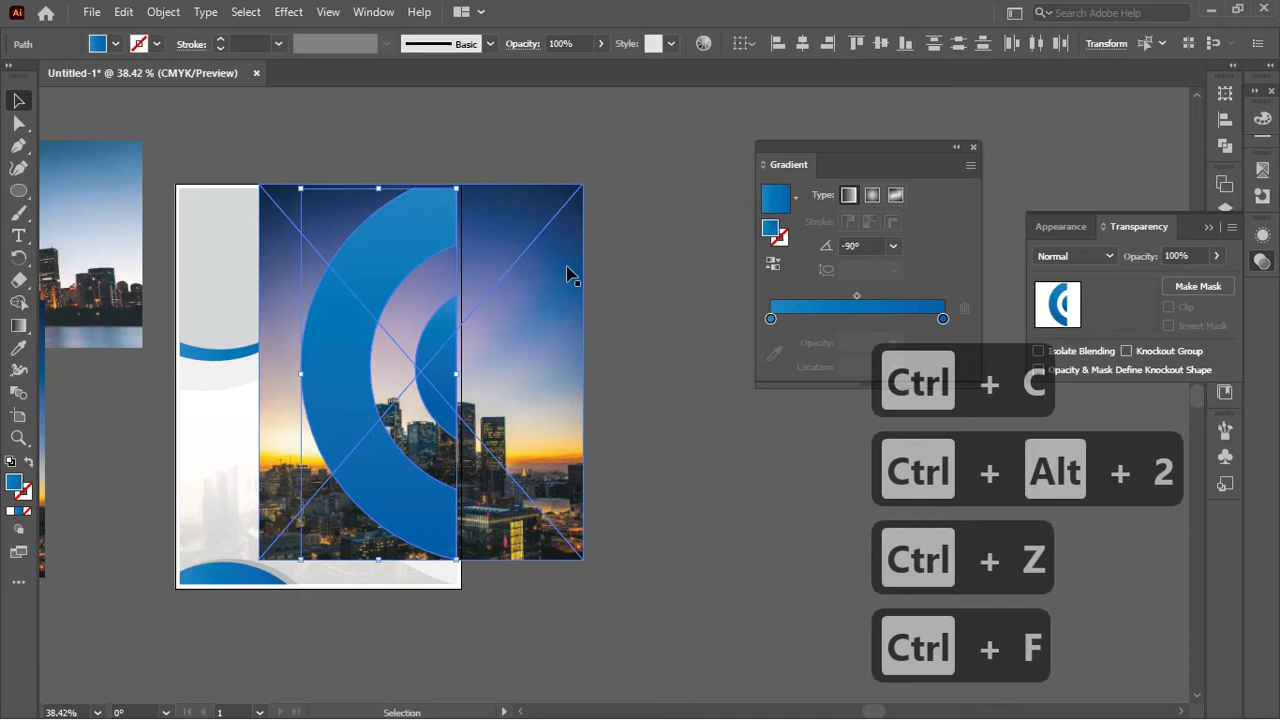 Ai
File Edit Object Type Select Effect View Window Help
Search Adobe Help
Path Stroke: Basic Opacity: 100% Style: Transform
Untitled-1* @ 38.42 % (CMYK/Preview) ×
Gradient
Type:
Stroke:
-90°
Opacity:
Location:
Appearance Transparency
Normal Opacity: 100%
Make Mask
Clip
Invert Mask
Isolate Blending Knockout Group
Opacity & Mask Define Knockout Shape
Ctrl + C
Ctrl + Alt + 2
Ctrl + Z
Ctrl + F
38.42% 0° 1 Selection